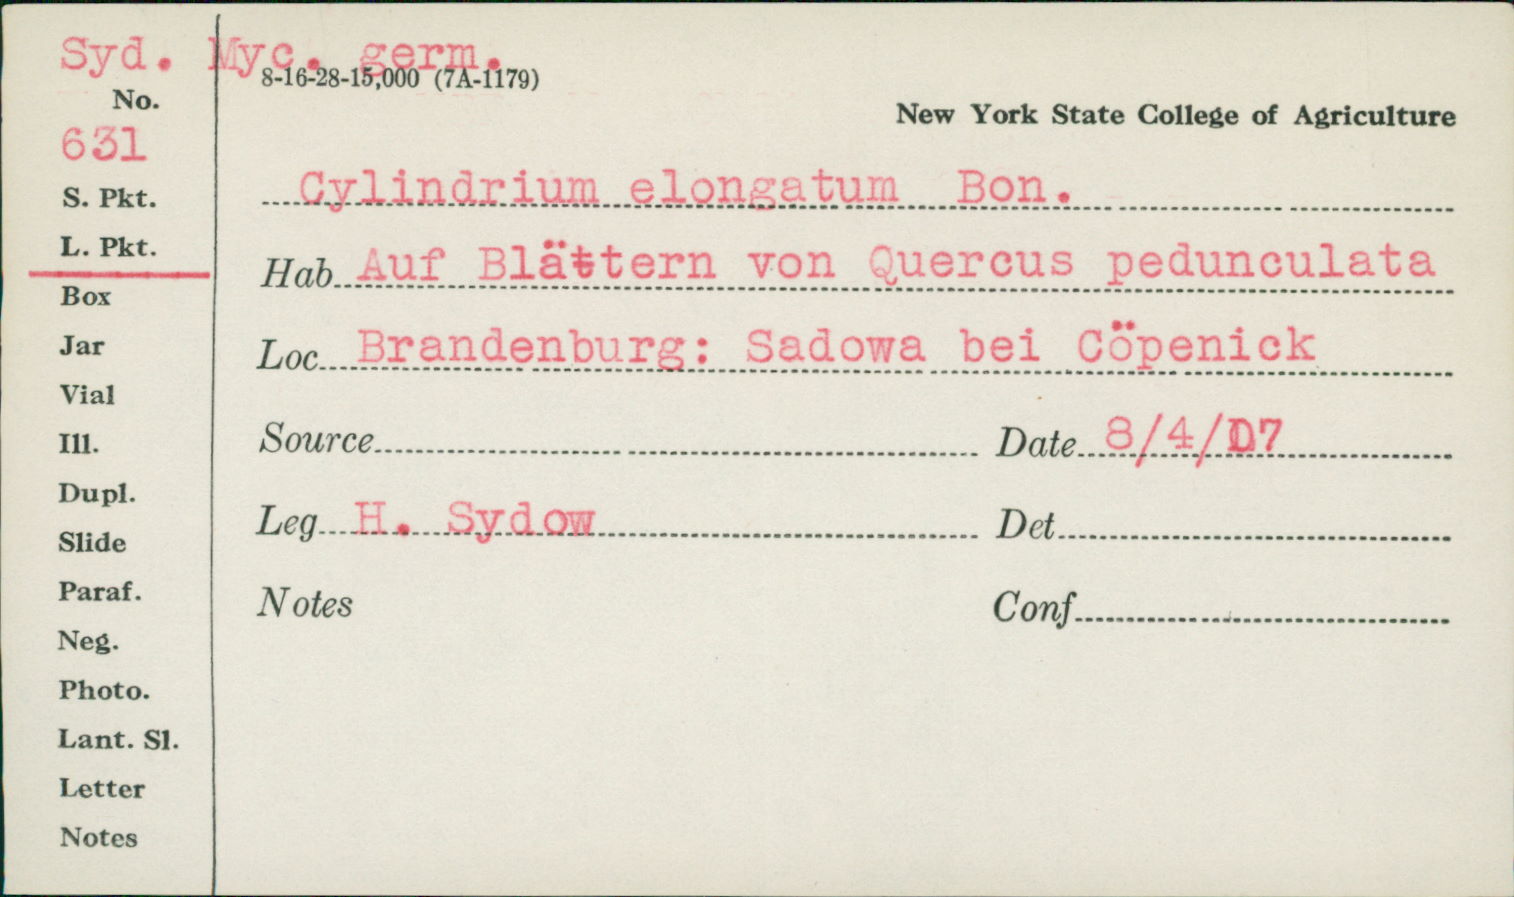 Syd. Myc. germ.
8-16-28-15,000 (7A-1179)
No.
New York State College of Agriculture
631
S. Pkt.
Cylindrium elongatum Bon.
L. Pkt.
Hab Auf Blättern von Quercus pedunculata
Box
Jar
Loc Brandenburg: Sadowa bei Cöpenick
Vial
Ill.
Source Date 8/4/07
Dupl.
Slide
Leg H. Sydow Det
Paraf.
Notes Conf
Neg.
Photo.
Lant. Sl.
Letter
Notes